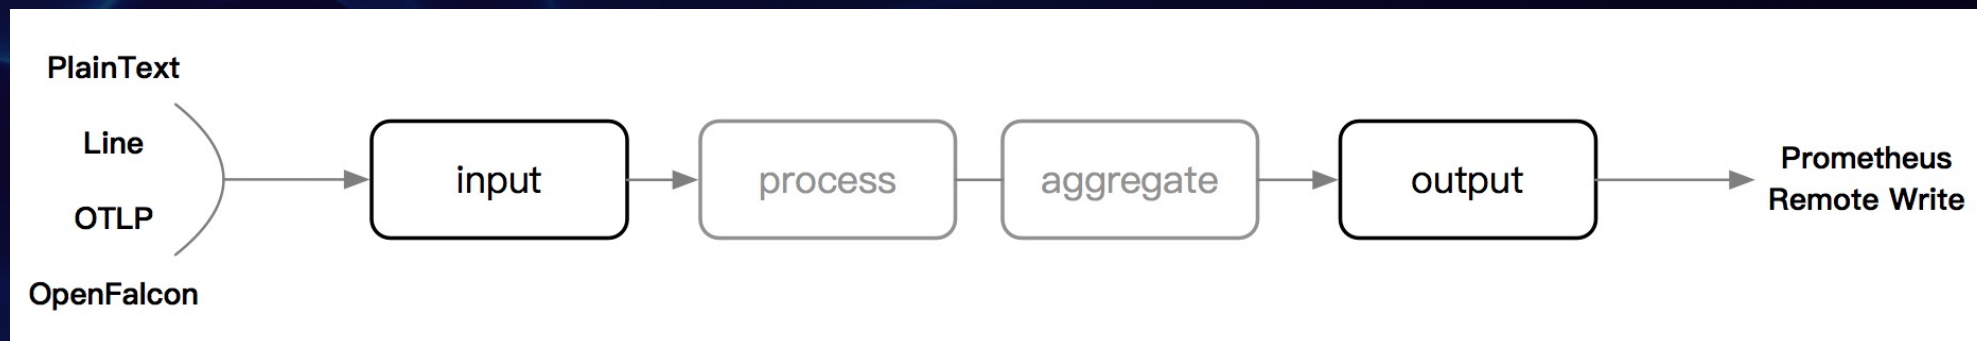 PlainText
Line
OTLP
OpenFalcon
input
process
aggregate
output
Prometheus
Remote Write